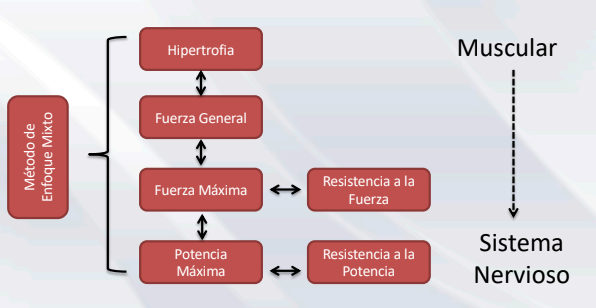 Método de
Enfoque Mixto
Hipertrofia
Fuerza General
Fuerza Máxima
Resistencia a la
Fuerza
Potencia
Máxima
Resistencia a la
Potencia
Muscular
Sistema
Nervioso